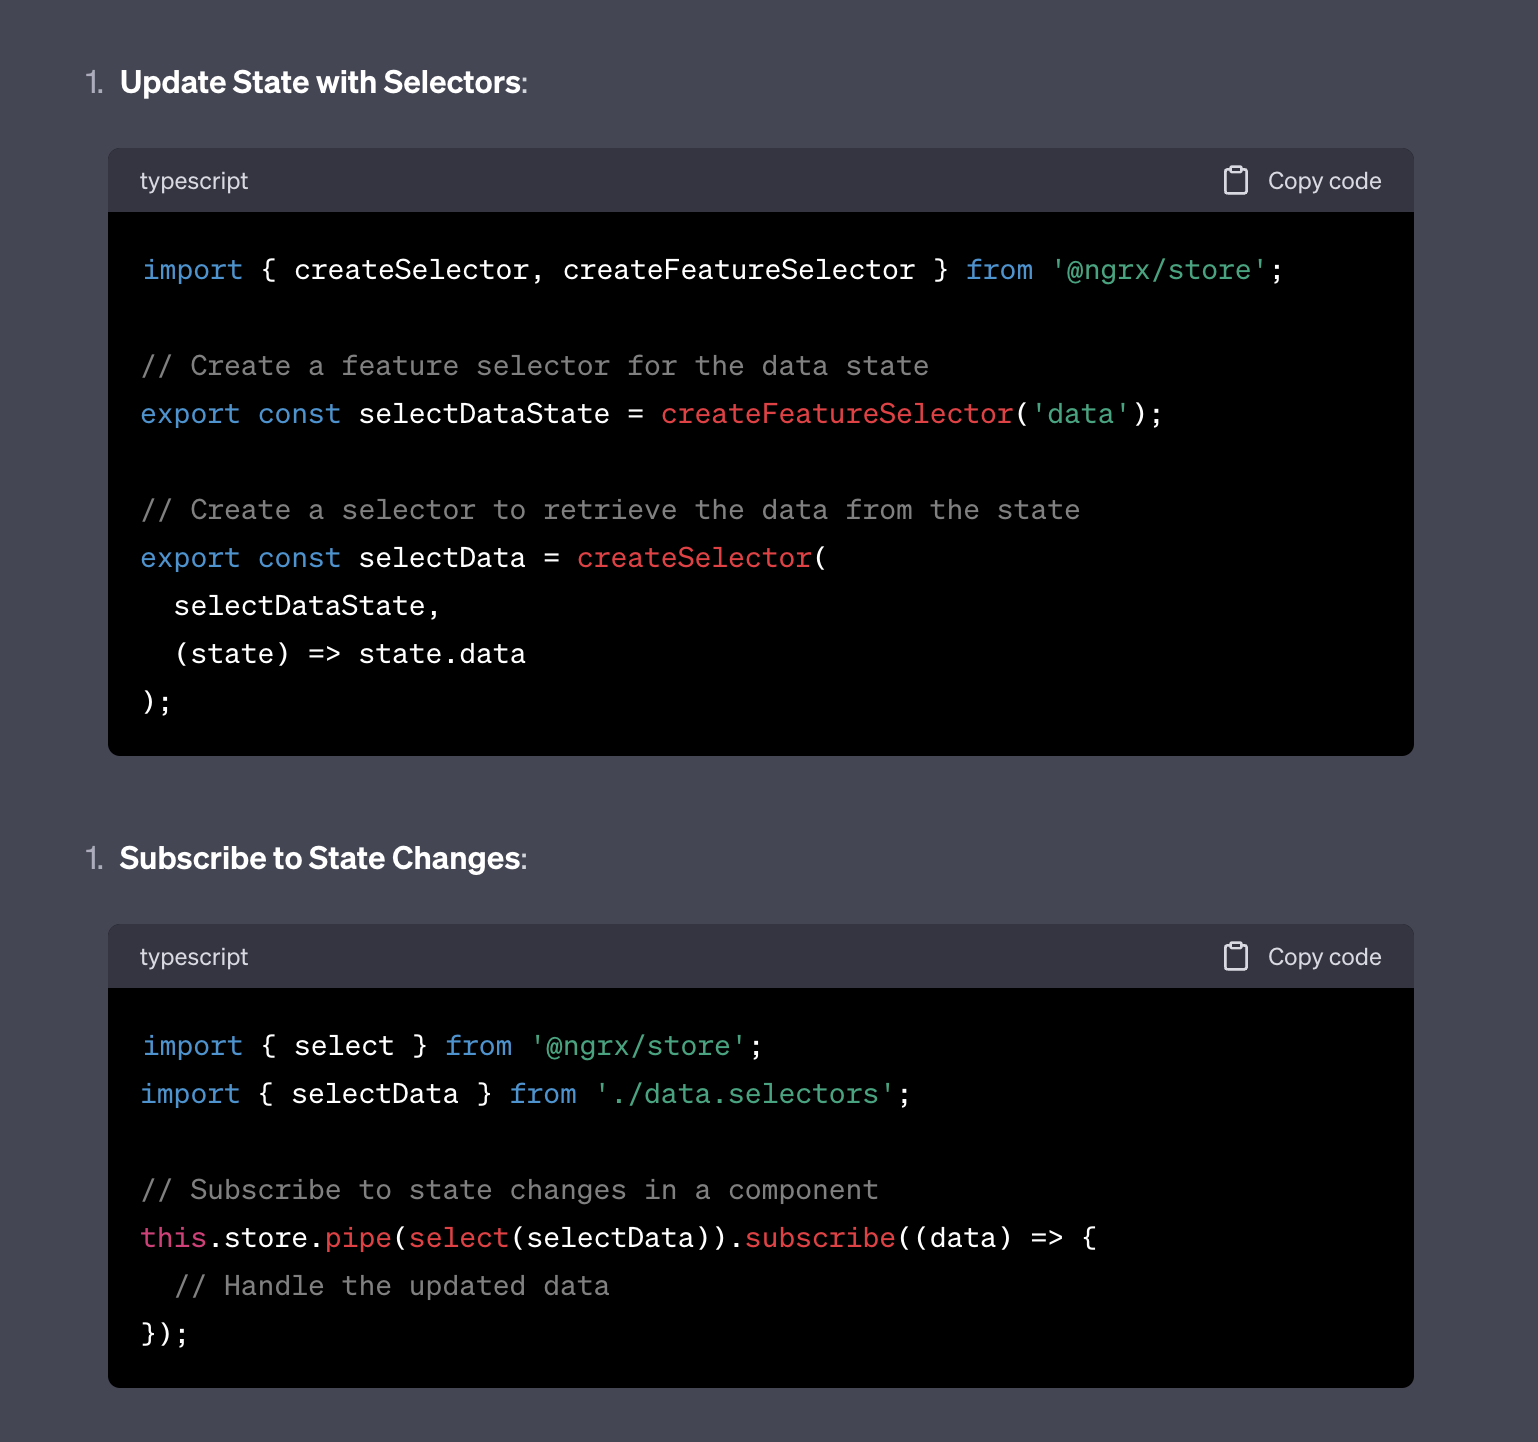 1. Update State with Selectors:
typescript
Copy code
import { createSelector, createFeatureSelector } from '@ngrx/store';
// Create a feature selector for the data state
export const selectDataState = createFeatureSelector('data');
// Create a selector to retrieve the data from the state
export const selectData = createSelector(
  selectDataState,
  (state) => state.data
);
1. Subscribe to State Changes:
typescript
Copy code
import { select } from '@ngrx/store';
import { selectData } from './data.selectors';
// Subscribe to state changes in a component
this.store.pipe(select(selectData)).subscribe((data) => {
  // Handle the updated data
});